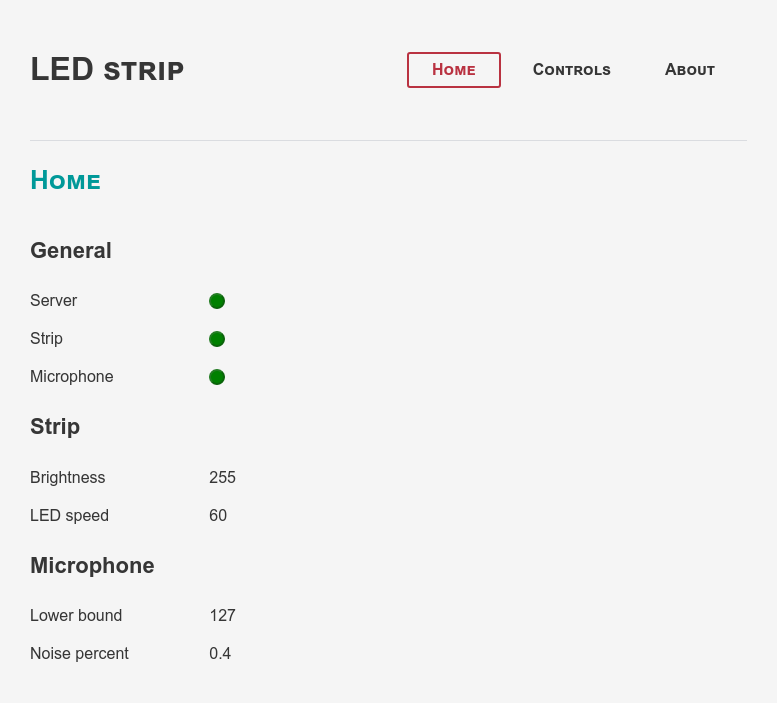 LED STRIP
Home Controls About
Home
General
Server
Strip
Microphone
Strip
Brightness 255
LED speed 60
Microphone
Lower bound 127
Noise percent 0.4